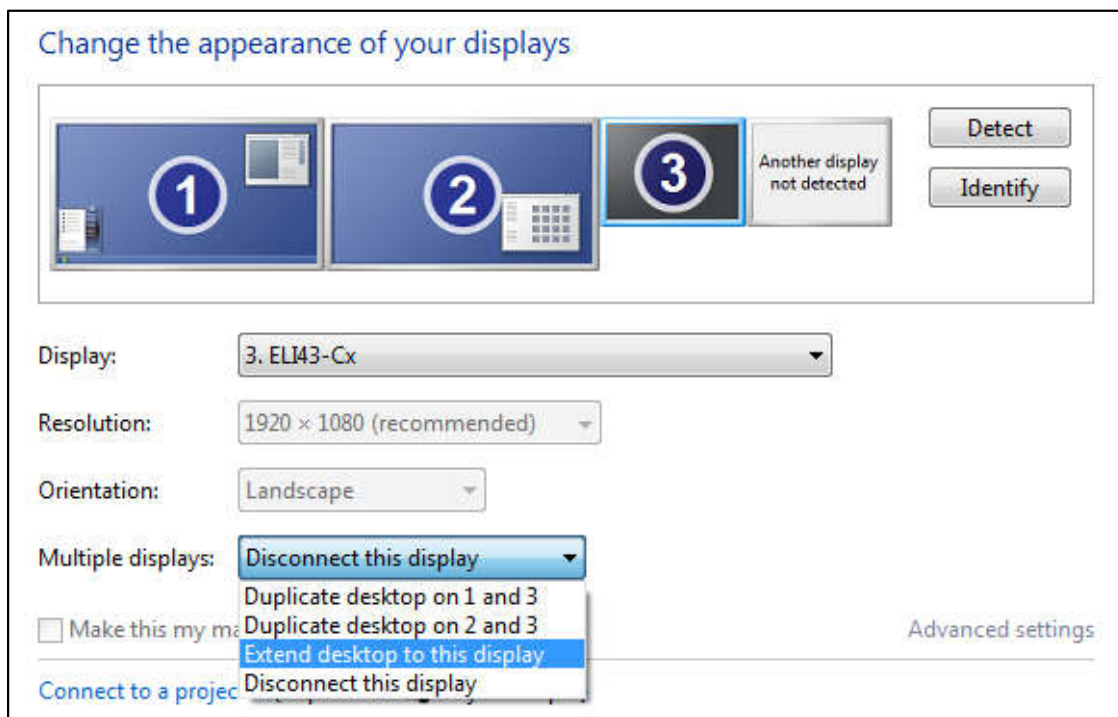 Change the appearance of your displays
1
2
3
Another display
not detected
Detect
Identify
Display:
3. ELI43-Cx
Resolution:
1920 × 1080 (recommended)
Orientation:
Landscape
Multiple displays:
Disconnect this display
Duplicate desktop on 1 and 3
Make this my
Duplicate desktop on 2 and 3
Advanced settings
Extend desktop to this display
Connect to a
Disconnect this display